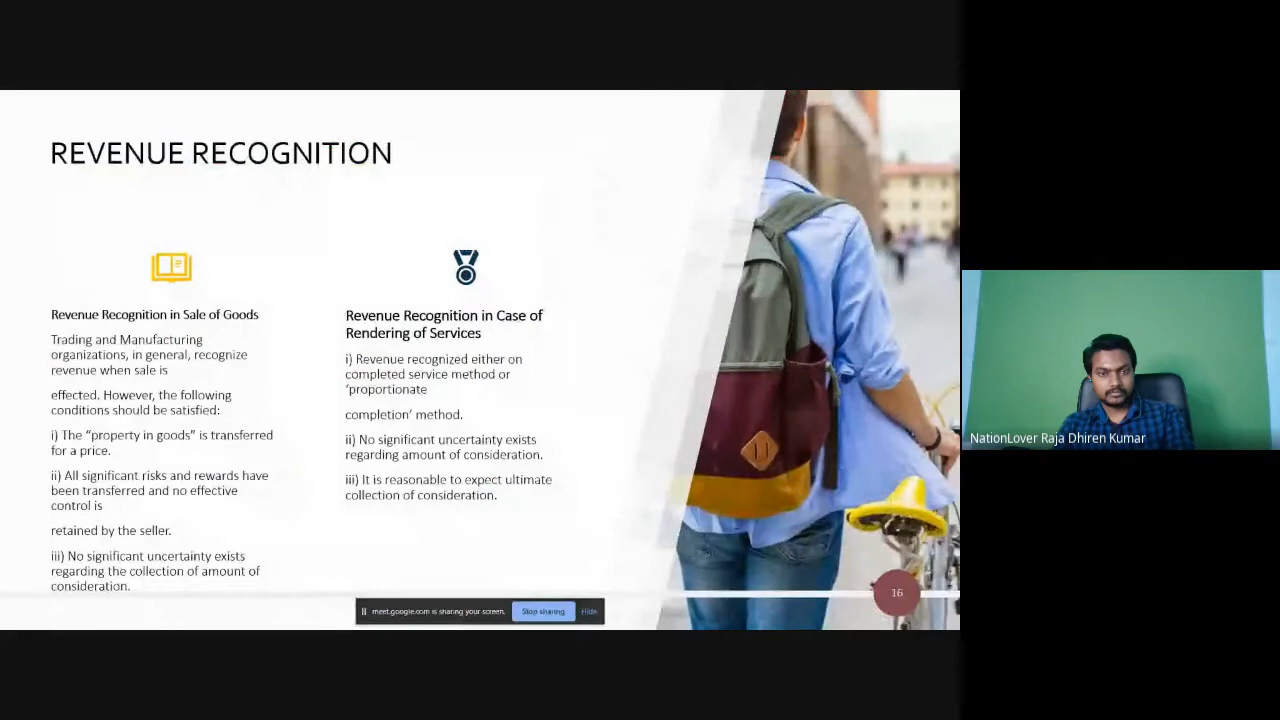 REVENUE RECOGNITION
Revenue Recognition in Sale of Goods
Trading and Manufacturing
organizations, in general, recognize
revenue when sale is
effected. However, the following
conditions should be satisfied:
i) The “property in goods” is transferred
for a price.
ii) All significant risks and rewards have
been transferred and no effective
control is
retained by the seller.
iii) No significant uncertainty exists
regarding the collection of amount of
consideration.
Revenue Recognition in Case of
Rendering of Services
i) Revenue recognized either on
completed service method or
‘proportionate
completion’ method.
ii) No significant uncertainty exists
regarding amount of consideration.
iii) It is reasonable to expect ultimate
collection of consideration.
16
meet.google.com is sharing your screen.
Stop sharing
Hide
NationLover Raja Dhiren Kumar